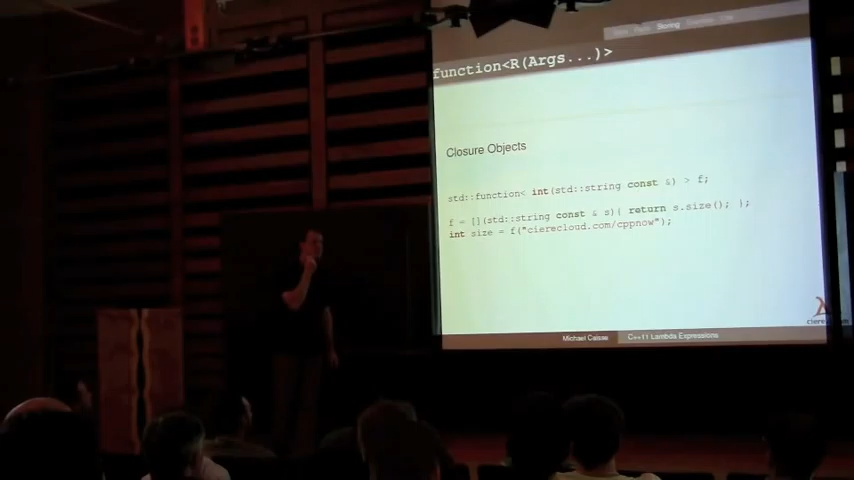 Storing
function<R(Args...)>
Closure Objects
std::function< int(std::string const &) > f;
f = [](std::string const & s){ return s.size(); };
int size = f("cierecloud.com/cppnow");
Michael Caisse
C++11 Lambda Expressions